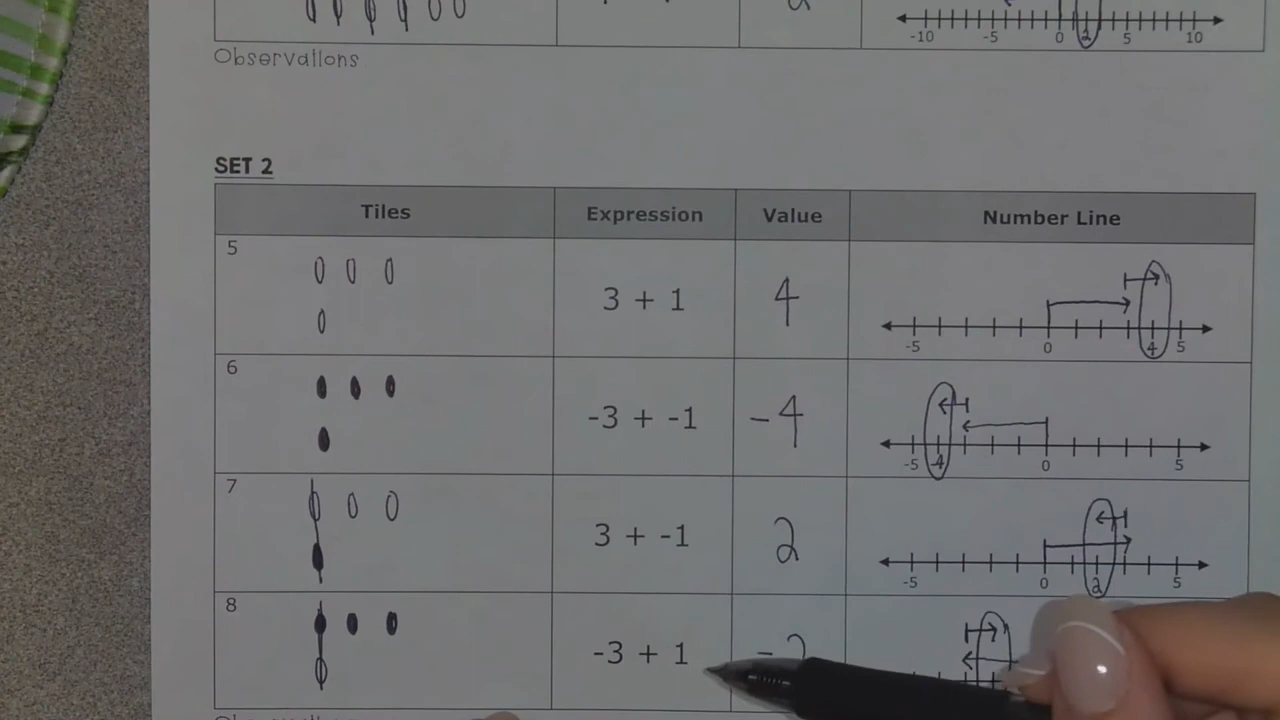 -10 -5 0 2 5 10
Observations
SET 2
Tiles Expression Value Number Line
5
3 + 1 4
-5 0 4 5
6
-3 + -1 -4
-5 -4 0 5
7
3 + -1 2
-5 0 2 5
8
-3 + 1 -2